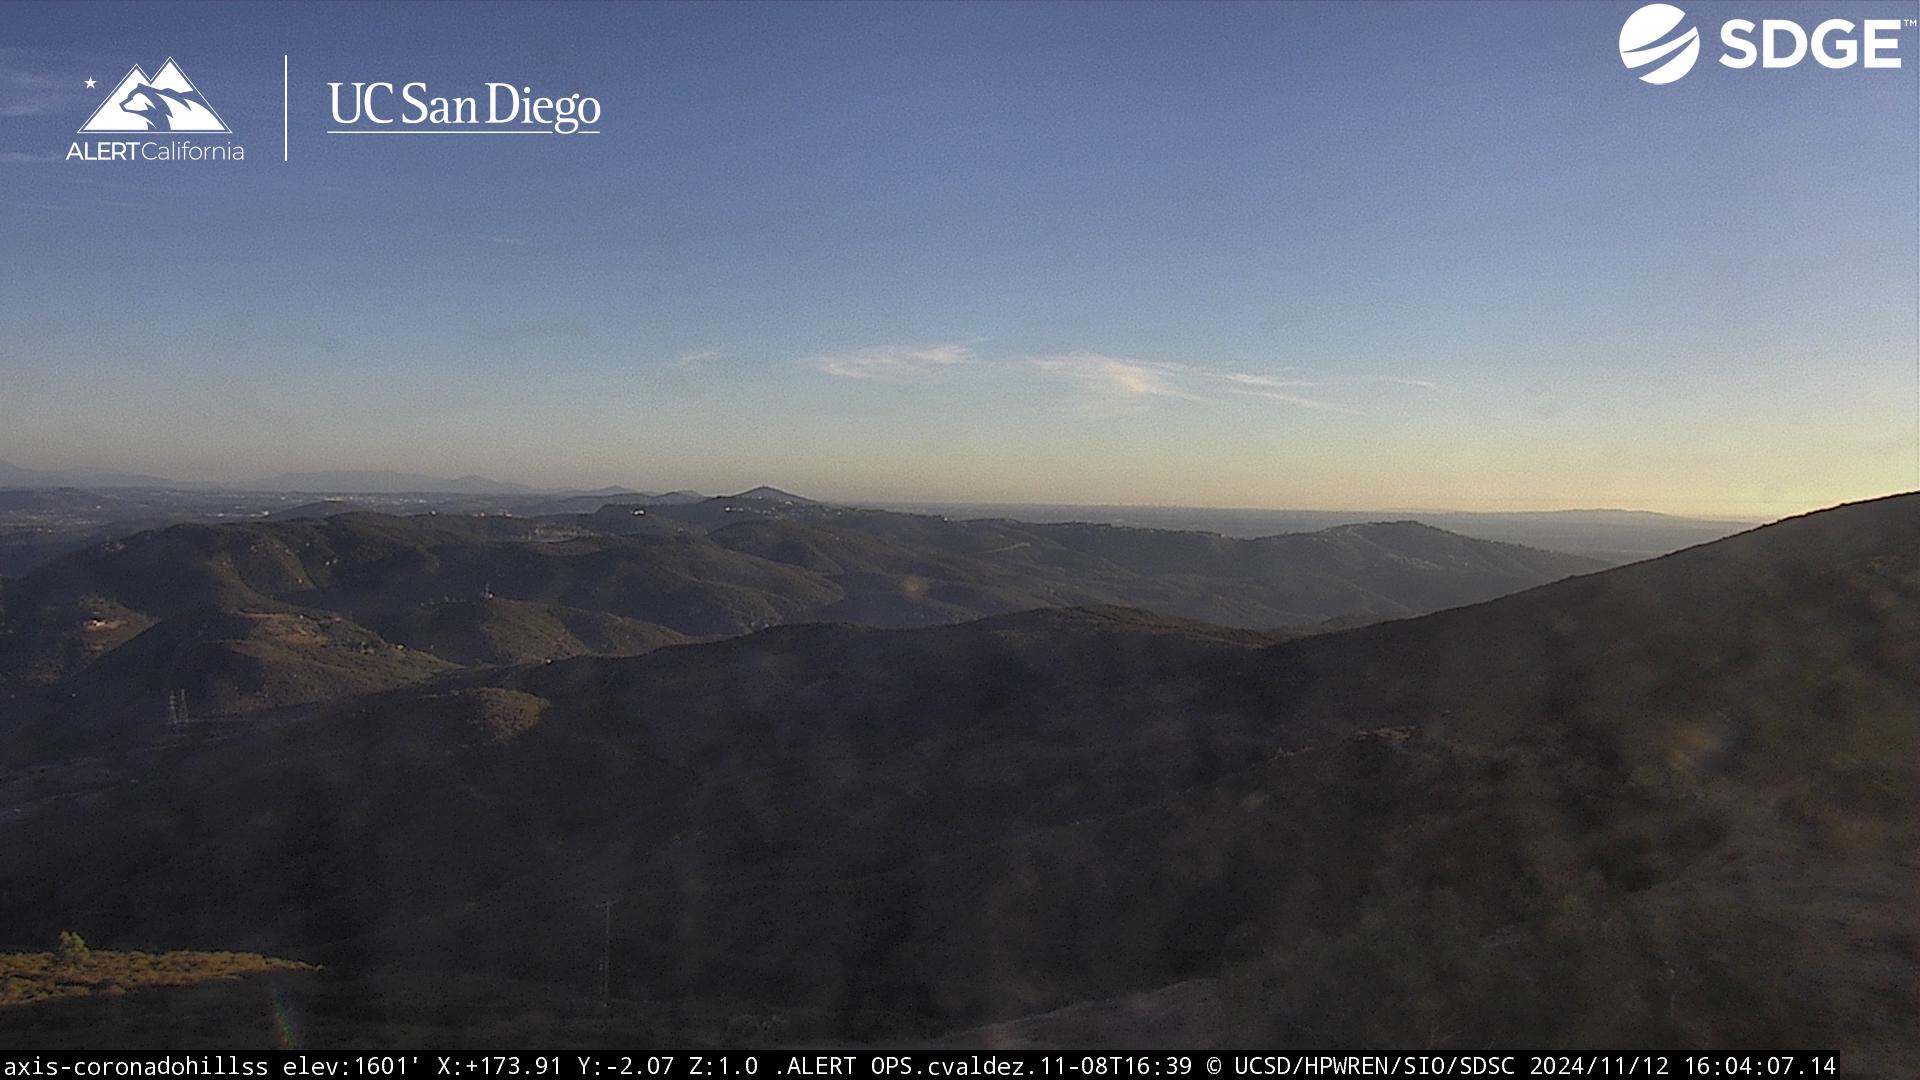 ALERTCalifornia
UC San Diego
SDGE™
axis-coronadohillss elev:1601' X:+173.91 Y:-2.07 Z:1.0 .ALERT OPS.cvaldez.11-08T16:39 © UCSD/HPWREN/SIO/SDSC 2024/11/12 16:04:07.14